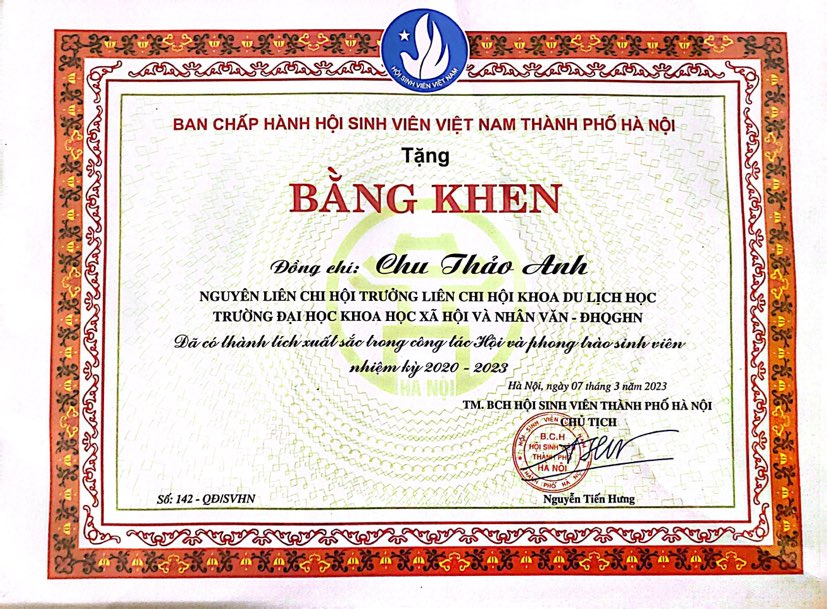 HỘI SINH VIÊN VIỆT NAM
BAN CHẤP HÀNH HỘI SINH VIÊN VIỆT NAM THÀNH PHỐ HÀ NỘI
Tặng
BẰNG KHEN
Đồng chí: Chu Thảo Anh
NGUYÊN LIÊN CHI HỘI TRƯỞNG LIÊN CHI HỘI KHOA DU LỊCH HỌC
TRƯỜNG ĐẠI HỌC KHOA HỌC XÃ HỘI VÀ NHÂN VĂN - ĐHQGHN
Đã có thành tích xuất sắc trong công tác Hội và phong trào sinh viên
nhiệm kỳ 2020 - 2023
HÀ NỘI
Hà Nội, ngày 07 tháng 3 năm 2023
TM. BCH HỘI SINH VIÊN THÀNH PHỐ HÀ NỘI
CHỦ TỊCH
B.C.H
HỘI SINH
THÀNH PHỐ
HÀ NỘI
Số: 142 - QĐ/SVHN
Nguyễn Tiến Hưng